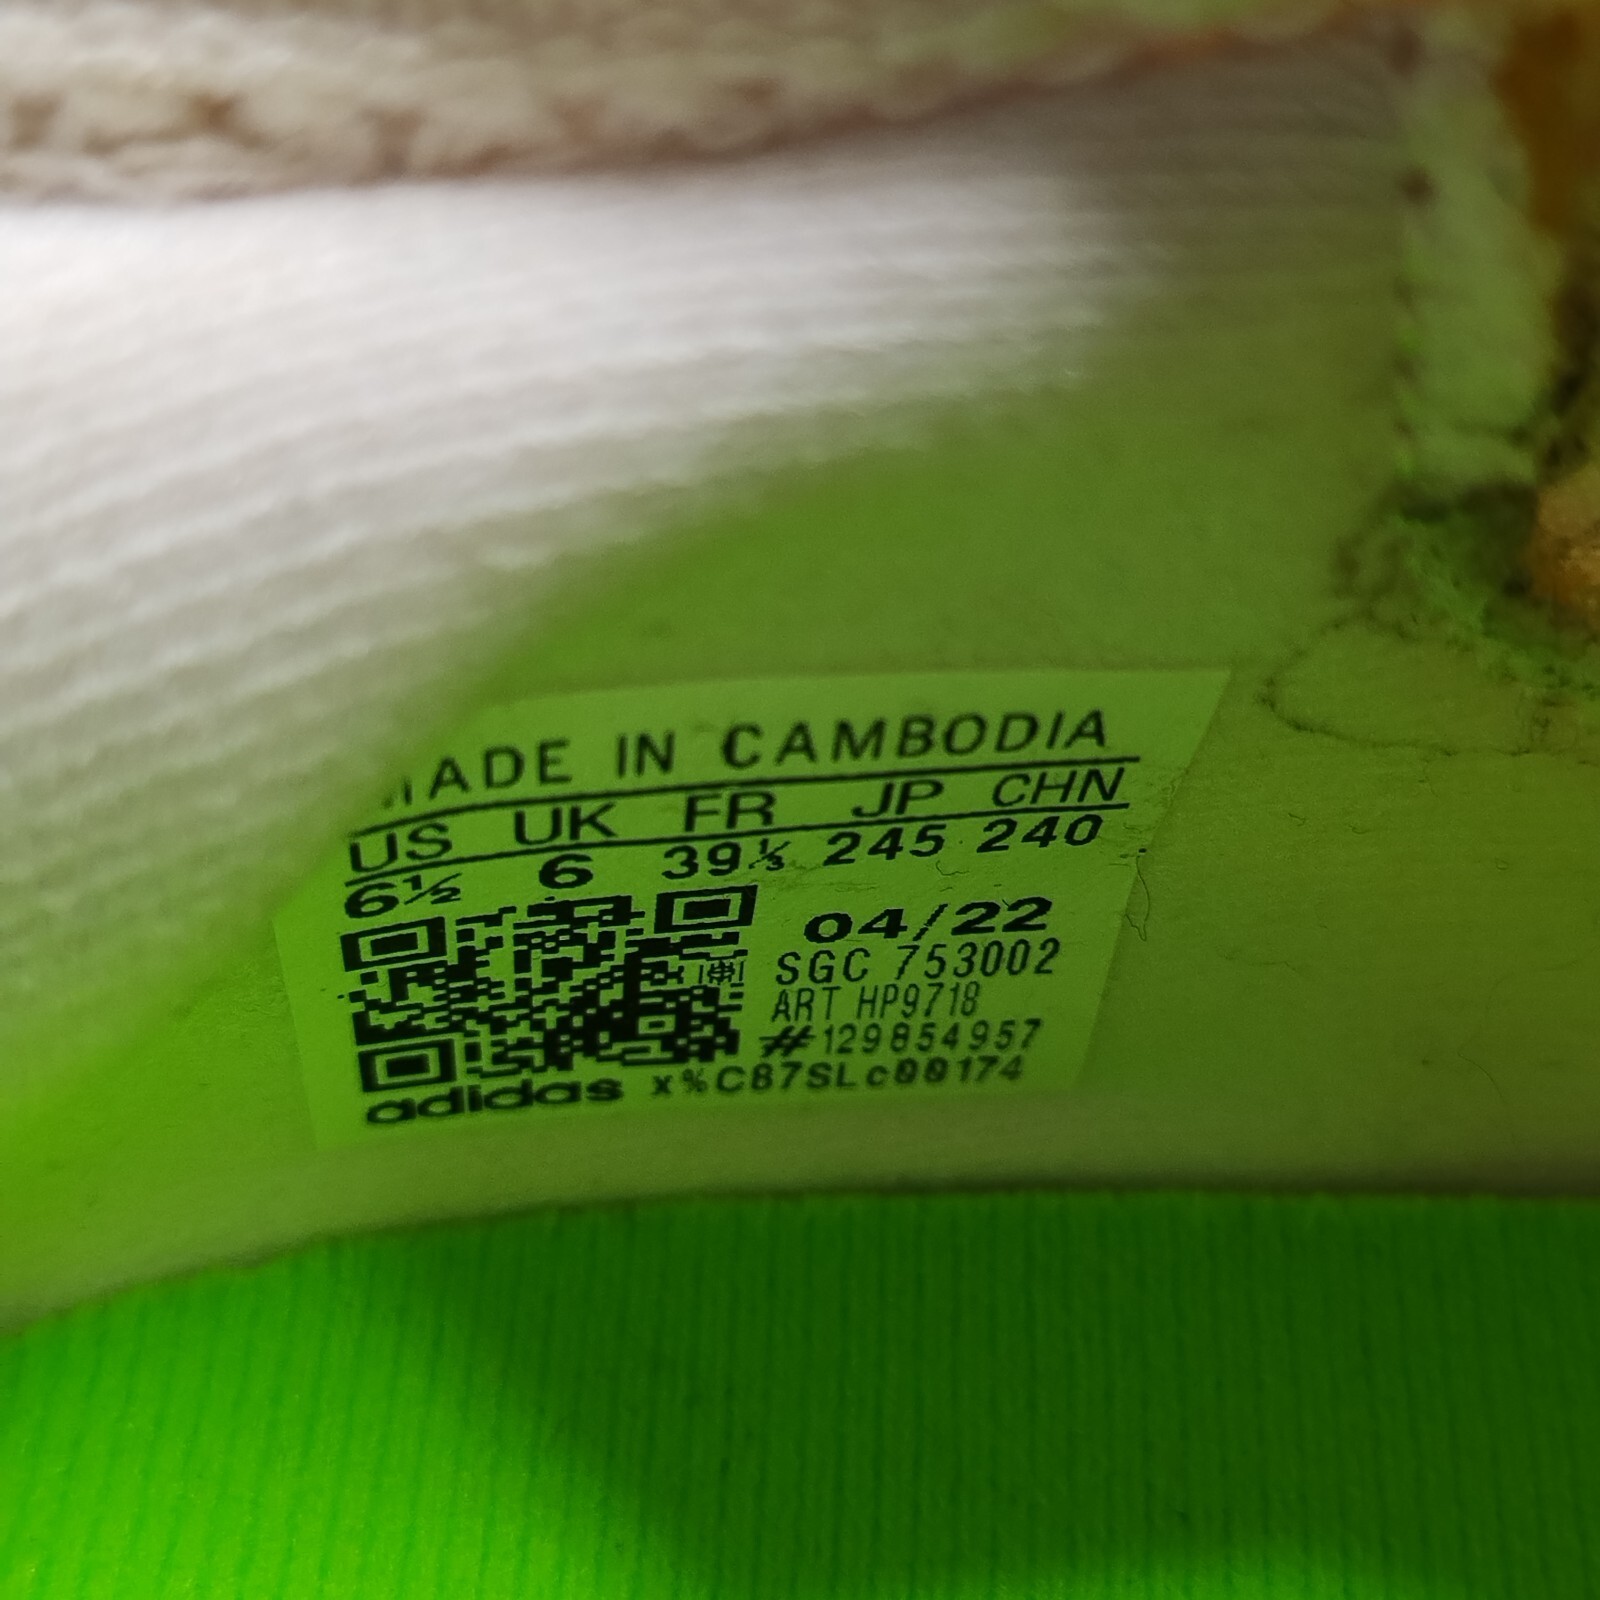 MADE IN CAMBODIA
US UK FR JP CHN
6½ 6 39⅓ 245 240
04/22
SGC 753002
ART HP9718
#129854957
adidas x%C87SLc00174